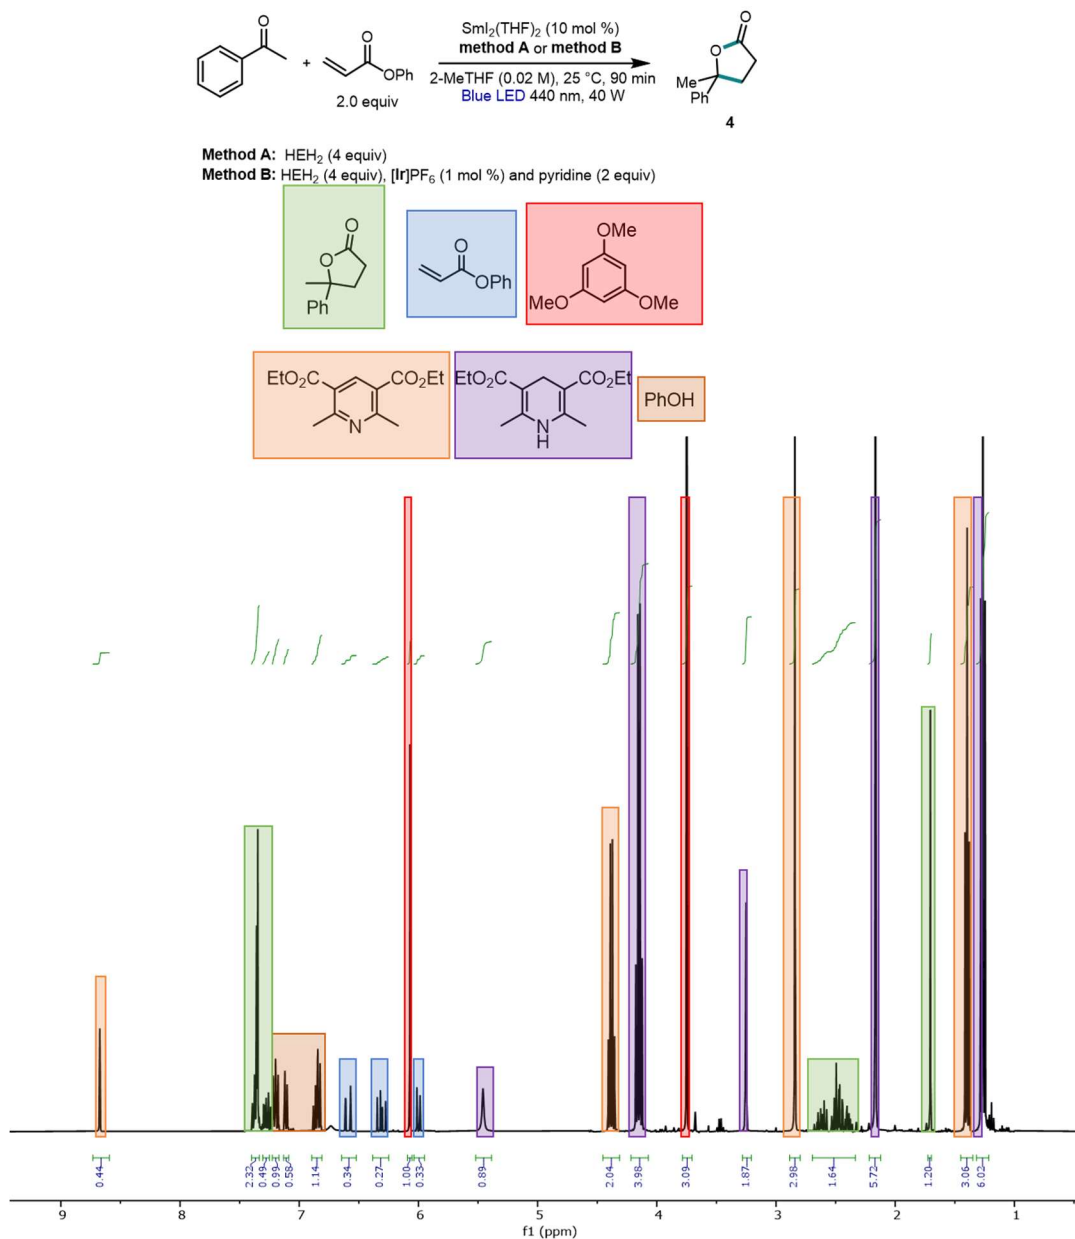 O
O
OPh
+
2.0 equiv
SmI2(THF)2 (10 mol %)
method A or method B
2-MeTHF (0.02 M), 25 °C, 90 min
Blue LED 440 nm, 40 W
O
O
Me
Ph
4
Method A: HEH2 (4 equiv)
Method B: HEH2 (4 equiv), [Ir]PF6 (1 mol %) and pyridine (2 equiv)
O
O
Ph
O
OPh
OMe
MeO
OMe
EtO2C
CO2Et
N
EtO2C
CO2Et
N
H
PhOH
0.44
2.32
0.49
0.99
0.58
1.14
0.34
0.27
1.00
0.33
0.89
2.04
3.98
3.09
1.87
2.98
1.64
5.72
1.20
3.06
6.02
9
8
7
6
5
4
3
2
1
f1 (ppm)